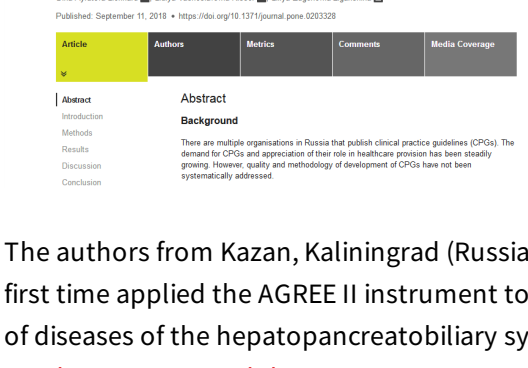 Published: September 11, 2018 • https://doi.org/10.1371/journal.pone.0203328
Article Authors Metrics Comments Media Coverage
Abstract
Introduction
Methods
Results
Discussion
Conclusion
Abstract
Background
There are multiple organisations in Russia that publish clinical practice guidelines (CPGs). The
demand for CPGs and appreciation of their role in healthcare provision has been steadily
growing. However, quality and methodology of development of CPGs have not been
systematically addressed.
The authors from Kazan, Kaliningrad (Russia
first time applied the AGREE II instrument to
of diseases of the hepatopancreatobiliary sy